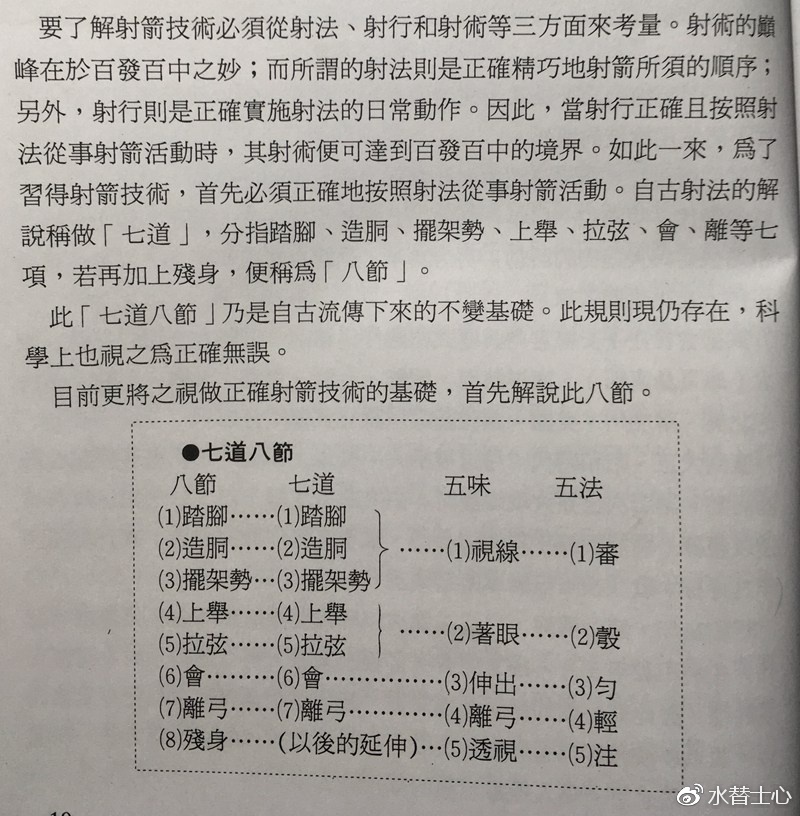 要了解射箭技術必須從射法、射行和射術等三方面來考量。射術的巔
峰在於百發百中之妙；而所謂的射法則是正確精巧地射箭所須的順序；
另外，射行則是正確實施射法的日常動作。因此，當射行正確且按照射
法從事射箭活動時，其射術便可達到百發百中的境界。如此一來，爲了
習得射箭技術，首先必須正確地按照射法從事射箭活動。自古射法的解
說稱做「七道」，分指踏腳、造胴、擺架勢、上舉、拉弦、會、離等七
項，若再加上殘身，便稱爲「八節」。
此「七道八節」乃是自古流傳下來的不變基礎。此規則現仍存在，科
學上也視之爲正確無誤。
目前更將之視做正確射箭技術的基礎，首先解說此八節。
●七道八節
八節 七道 五味 五法
(1)踏腳……(1)踏腳
(2)造胴……(2)造胴 ……(1)視線……(1)審
(3)擺架勢…(3)擺架勢
(4)上舉……(4)上舉
(5)拉弦……(5)拉弦 ……(2)著眼……(2)彀
(6)會………(6)會……………(3)伸出……(3)勻
(7)離弓……(7)離弓…………(4)離弓……(4)輕
(8)殘身……(以後的延伸)…(5)透視……(5)注
水替士心